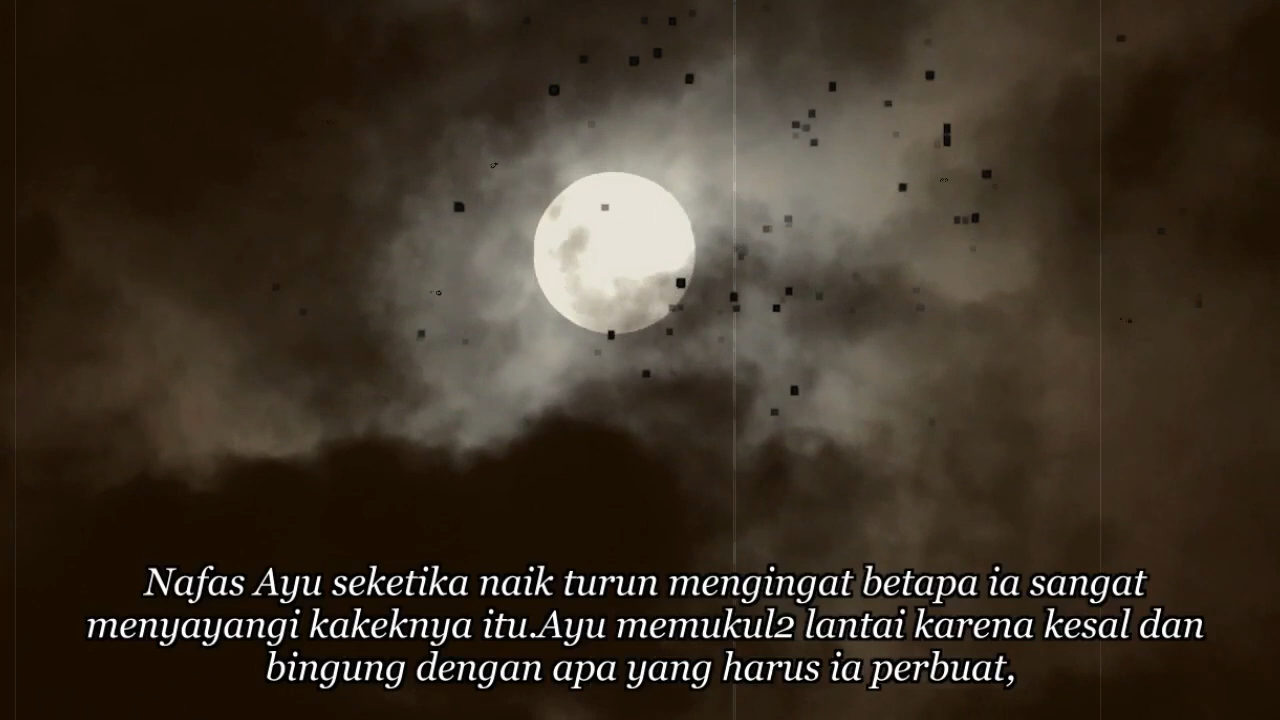 Nafas Ayu seketika naik turun mengingat betapa ia sangat
menyayangi kakeknya itu.Ayu memukul2 lantai karena kesal dan
bingung dengan apa yang harus ia perbuat,